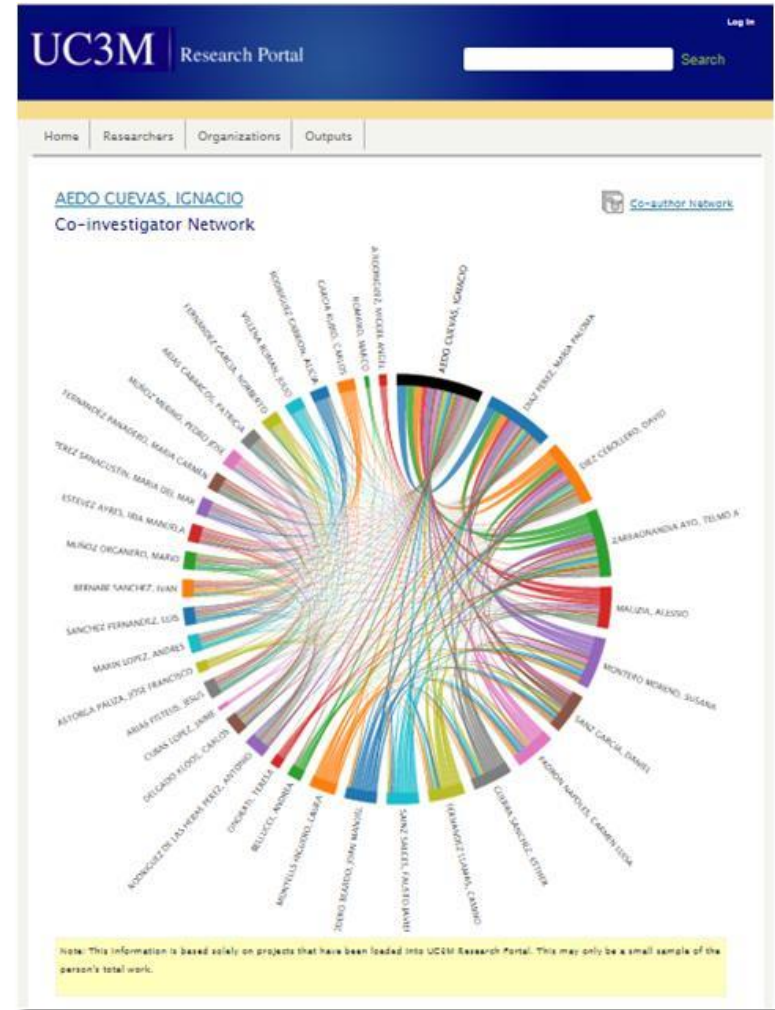 Log in
UC3M Research Portal
Search
Home Researchers Organizations Outputs
AEDO CUEVAS, IGNACIO
Co-author Network
Co-investigator Network
AEDO CUEVAS, IGNACIO
DIAZ PEREZ, MARIA PALOMA
DIEZ CEBOLLERO, DAVID
ZARRAONANDIA AYO, TELMO A
MALIZIA, ALESSIO
MONTERO MORENO, SUSANA
SANZ GARCIA, DANIEL
PADRON NAPOLES, CARMEN LUISA
GUERRA SANCHEZ, ESTHER
FERNANDEZ LLAMAS, CAMINO
SANZ SALCES, FAUSTO JAVIER
JUAN MANUEL
MONTELLS HIGUERO, LAURA
BELLUCCI, ANDREA
ONORATI, TERESA
RODRIGUEZ DE LAS HERAS PEREZ, ANTONIO
DELGADO KLOOS, CARLOS
CUBAS LOPEZ, JAIME
ARIAS FISTEUS, JESUS
ASTORGA PALIZA, JOSE FRANCISCO
MARIN LOPEZ, ANDRES
SANCHEZ FERNANDEZ, LUIS
BERNABE SANCHEZ, IVAN
MUÑOZ ORGANERO, MARIO
ESTEVEZ AYRES, IRIA MANUELA
PEREZ SANAGUSTIN, MARIA DEL MAR
FERNANDEZ PANADERO, MARIA CARMEN
MUÑOZ MERINO, PEDRO JOSE
ARIAS CABARCOS, PATRICIA
FERNANDEZ GARCIA, NORBERTO
VILLENA ROMAN, JULIO
RODRIGUEZ CARRION, ALICIA
GARCIA RUBIO, CARLOS
ROMANO, MARCO
RODRIGUEZ, MIGUEL ANGEL
Note: This information is based solely on projects that have been loaded into UC3M Research Portal. This may only be a small sample of the
person's total work.